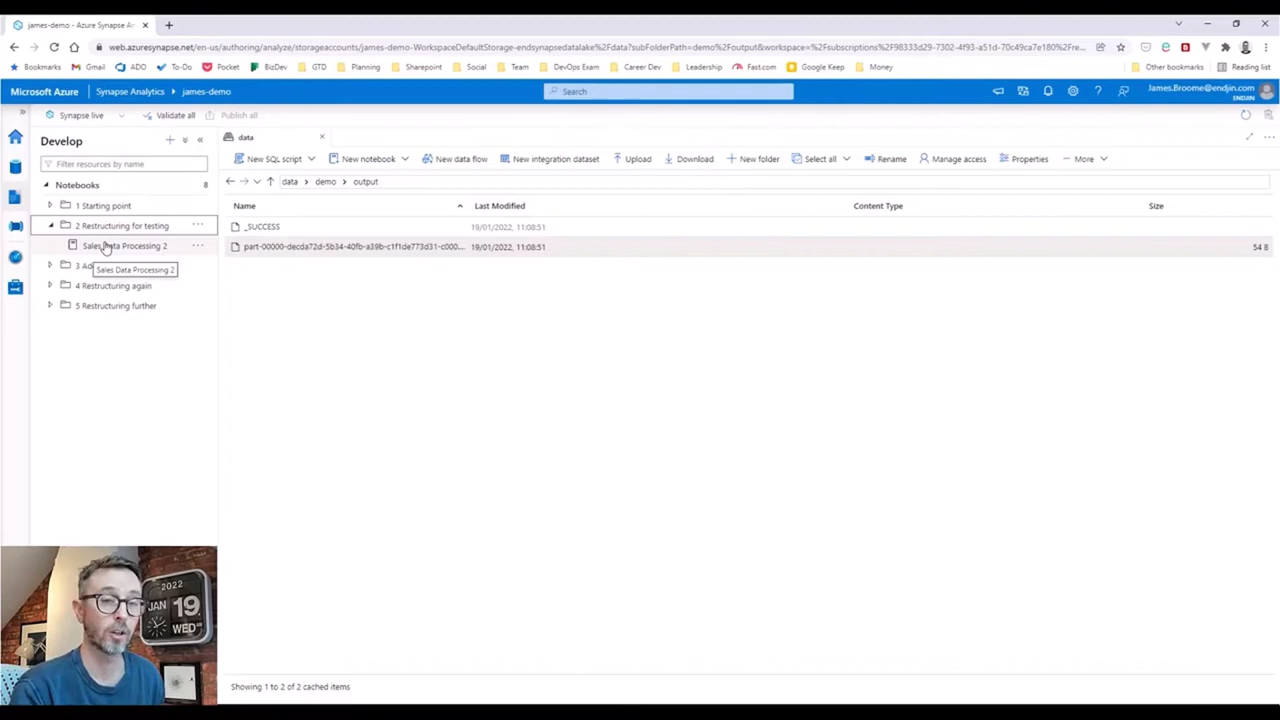 james-demo - Azure Synapse An
web.azuresynapse.net/en-us/authoring/analyze/storageaccounts/james-demo-WorkspaceDefaultStorage-endsynapsedatalake%2Fdata?subFolderPath=demo%2Foutput&workspace=%2Fsubscriptions%2F98333d29-7302-4f93-a51d-70c49ca7e180%2Fre...
Bookmarks Gmail ADO To-Do Pocket BizDev GTD Planning Sharepoint Social Team DevOps Exam Career Dev Leadership Fast.com Google Keep Money Other bookmarks Reading list
Microsoft Azure Synapse Analytics james-demo Search James.Broome@endjin.com
ENDJIN
Synapse live Validate all Publish all
Develop
data
Filter resources by name
New SQL script New notebook New data flow New integration dataset Upload Download New folder Select all Rename Manage access Properties More
Notebooks 8
data demo output
1 Starting point
Name Last Modified Content Type Size
2 Restructuring for testing
_SUCCESS 19/01/2022, 11:08:51
Sales Data Processing 2
part-00000-decda72d-5b34-40fb-a39b-c1f1de773d31-c000.... 19/01/2022, 11:08:51 54 B
3 Ad
Sales Data Processing 2
4 Restructuring again
5 Restructuring further
2022
JAN 19
WED
Showing 1 to 2 of 2 cached items